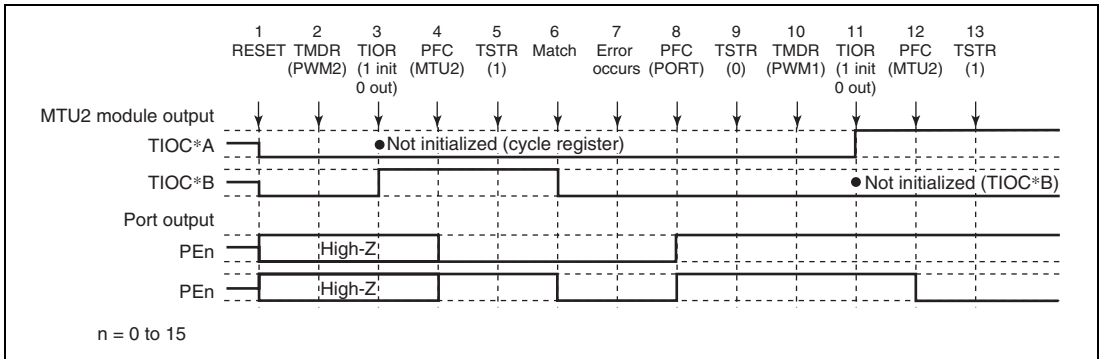 1 2 3 4 5 6 7 8 9 10 11 12 13
RESET TMDR TIOR PFC TSTR Match Error PFC TSTR TMDR TIOR PFC TSTR
(PWM2) (1 init (MTU2) (1) occurs (PORT) (0) (PWM1) (1 init (MTU2) (1)
0 out) 0 out)
MTU2 module output
TIOC*A ●Not initialized (cycle register)
TIOC*B ● Not initialized (TIOC*B)
Port output
PEn High-Z
PEn High-Z
n = 0 to 15